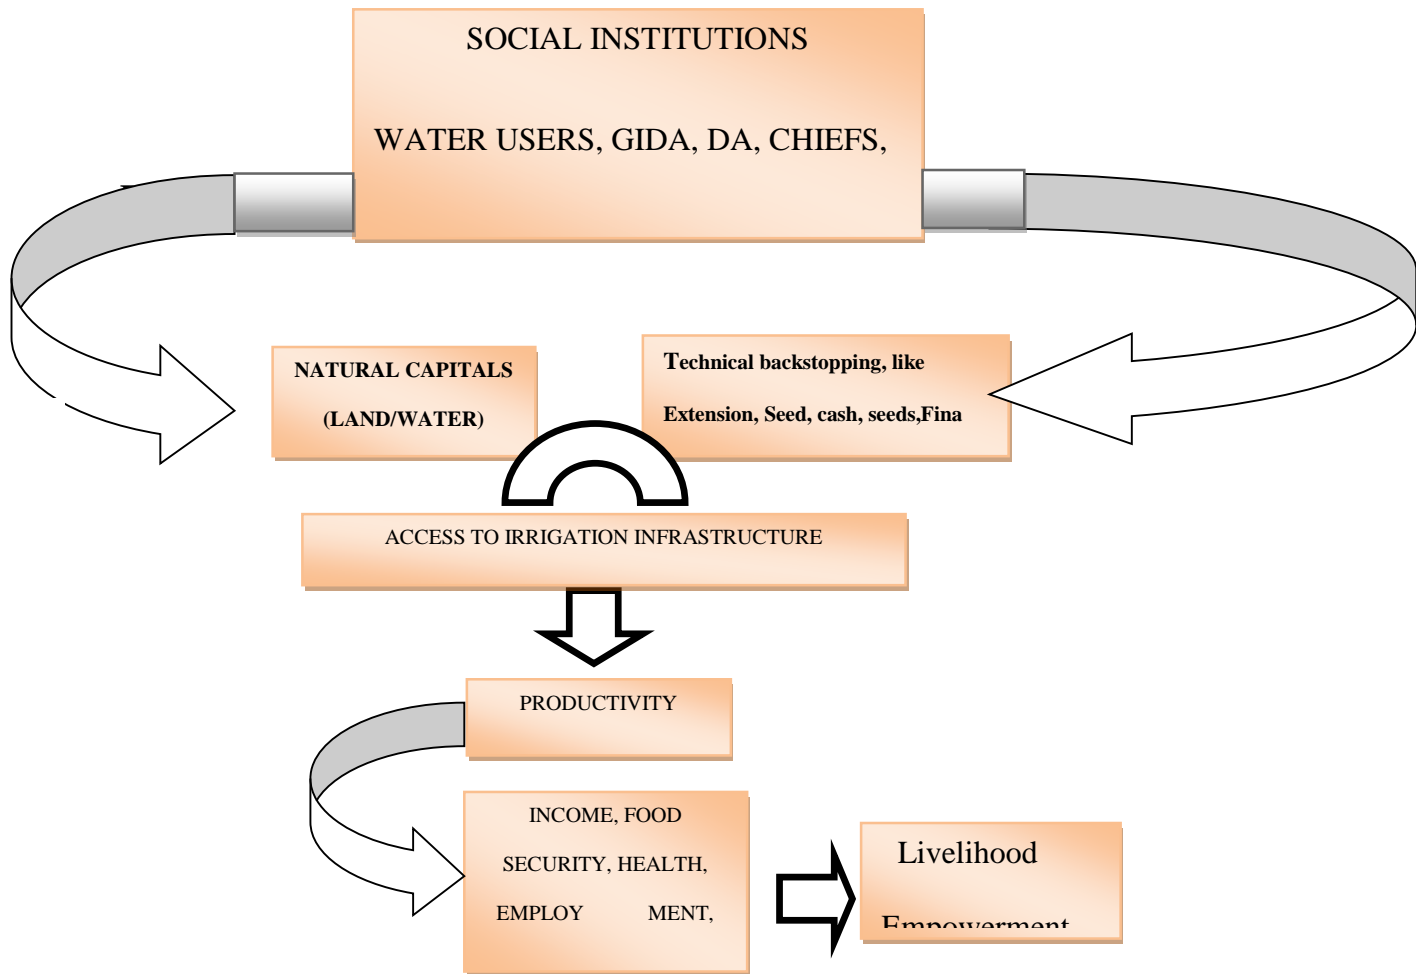 SOCIAL INSTITUTIONS
WATER USERS, GIDA, DA, CHIEFS,
NATURAL CAPITALS
(LAND/WATER)
Technical backstopping, like
Extension, Seed, cash, seeds,Fina
ACCESS TO IRRIGATION INFRASTRUCTURE
PRODUCTIVITY
INCOME, FOOD
SECURITY, HEALTH,
EMPLOY MENT,
Livelihood
Empowerment